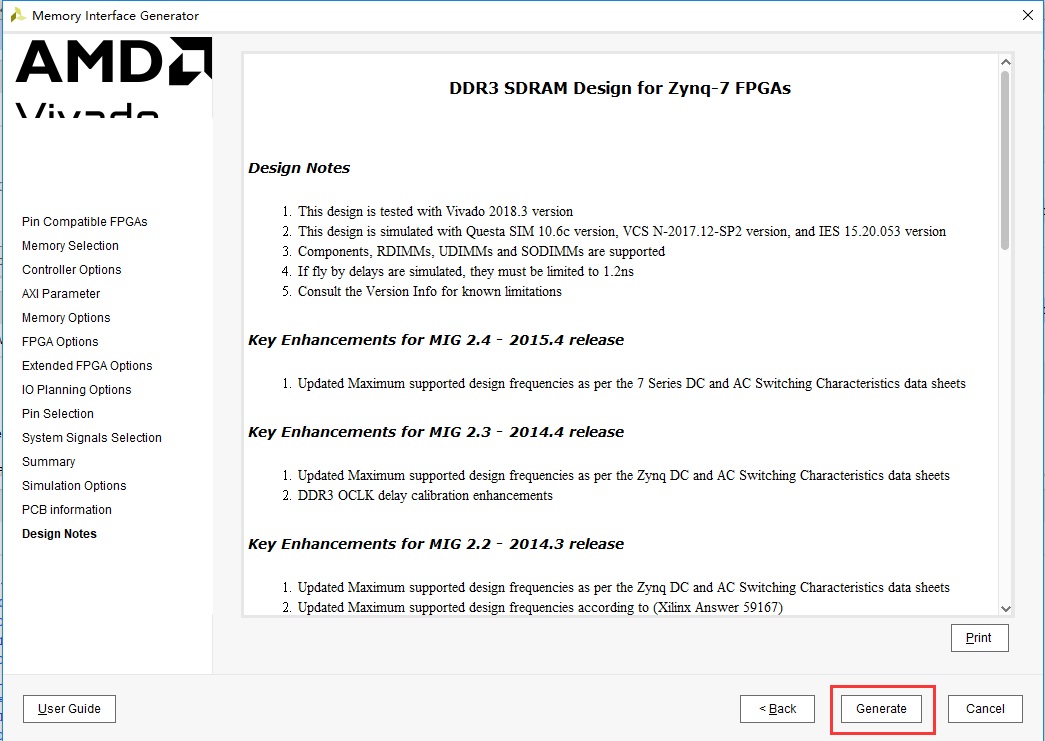 Memory Interface Generator
AMD
Vivado
Pin Compatible FPGAs
Memory Selection
Controller Options
AXI Parameter
Memory Options
FPGA Options
Extended FPGA Options
IO Planning Options
Pin Selection
System Signals Selection
Summary
Simulation Options
PCB information
Design Notes
DDR3 SDRAM Design for Zynq-7 FPGAs
Design Notes
1. This design is tested with Vivado 2018.3 version
2. This design is simulated with Questa SIM 10.6c version, VCS N-2017.12-SP2 version, and IES 15.20.053 version
3. Components, RDIMMs, UDIMMs and SODIMMs are supported
4. If fly by delays are simulated, they must be limited to 1.2ns
5. Consult the Version Info for known limitations
Key Enhancements for MIG 2.4 - 2015.4 release
1. Updated Maximum supported design frequencies as per the 7 Series DC and AC Switching Characteristics data sheets
Key Enhancements for MIG 2.3 - 2014.4 release
1. Updated Maximum supported design frequencies as per the Zynq DC and AC Switching Characteristics data sheets
2. DDR3 OCLK delay calibration enhancements
Key Enhancements for MIG 2.2 - 2014.3 release
1. Updated Maximum supported design frequencies as per the Zynq DC and AC Switching Characteristics data sheets
2. Updated Maximum supported design frequencies according to (Xilinx Answer 59167)
Print
User Guide
< Back
Generate
Cancel